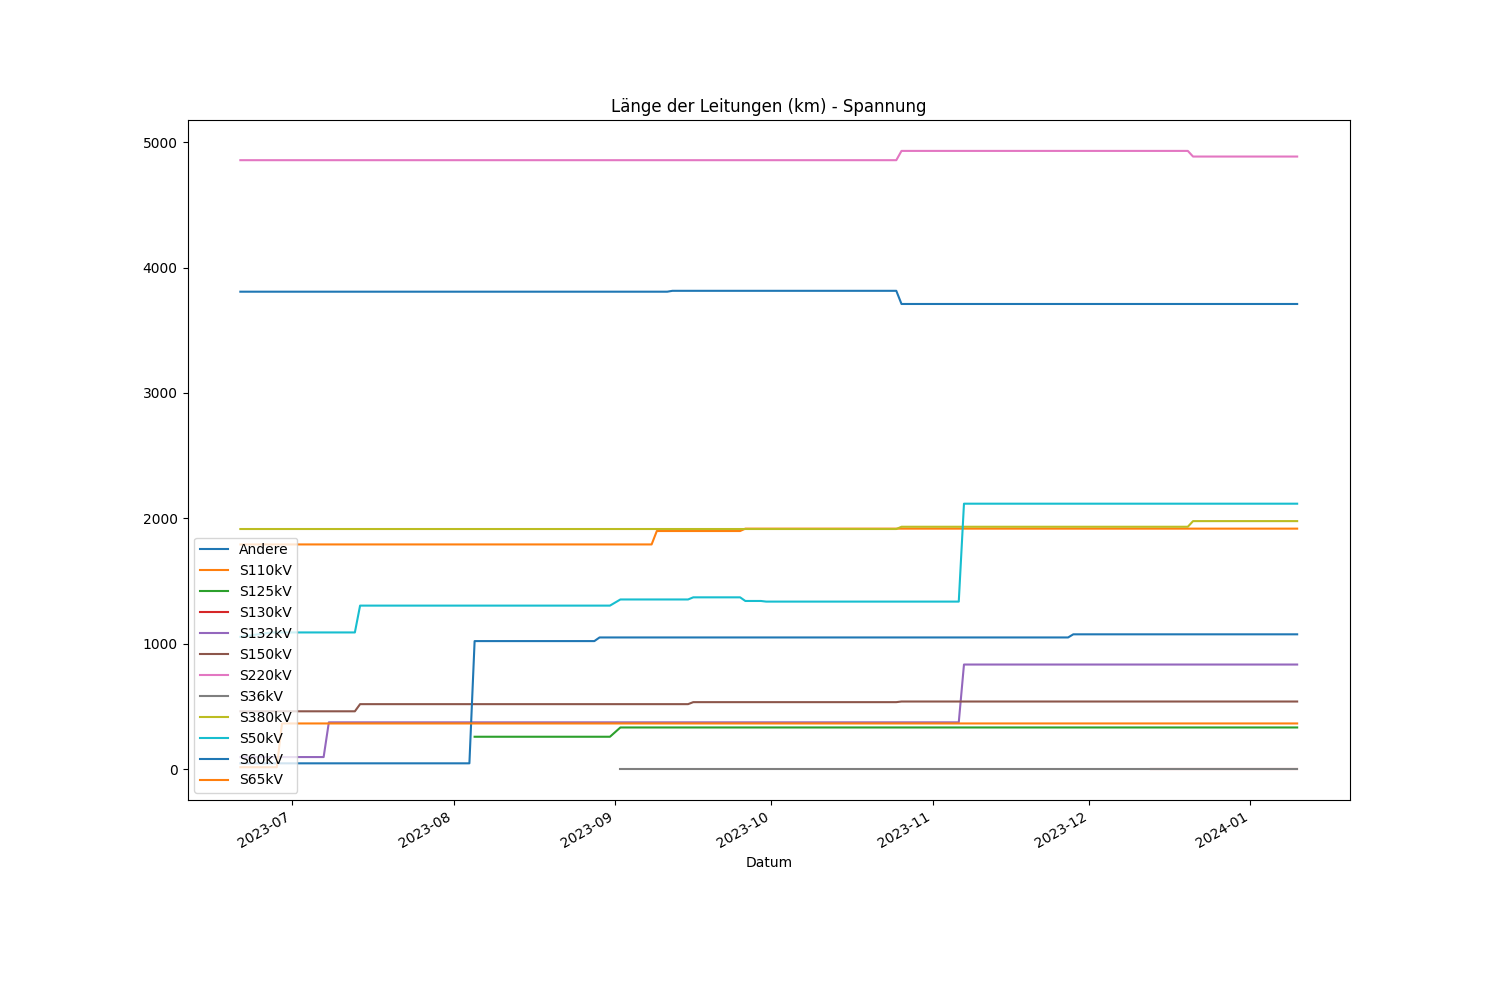 Länge der Leitungen (km) - Spannung
5000
4000
3000
2000
1000
0
Andere
S110kV
S125kV
S130kV
S132kV
S150kV
S220kV
S36kV
S380kV
S50kV
S60kV
S65kV
2023-07
2023-08
2023-09
2023-10
2023-11
2023-12
2024-01
Datum